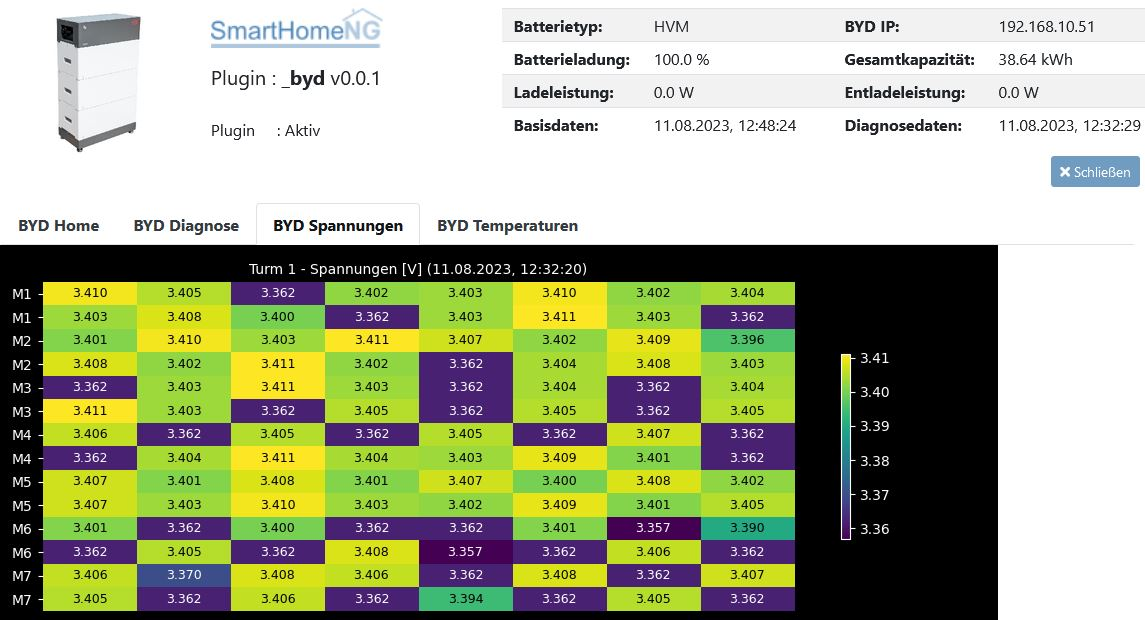 SmartHomeNG
Plugin : _byd v0.0.1
Plugin : Aktiv
Batterietyp: HVM BYD IP: 192.168.10.51
Batterieladung: 100.0 % Gesamtkapazität: 38.64 kWh
Ladeleistung: 0.0 W Entladeleistung: 0.0 W
Basisdaten: 11.08.2023, 12:48:24 Diagnosedaten: 11.08.2023, 12:32:29
Schließen
BYD Home BYD Diagnose BYD Spannungen BYD Temperaturen
Turm 1 - Spannungen [V] (11.08.2023, 12:32:20)
M1 3.410 3.405 3.362 3.402 3.403 3.410 3.402 3.404
M1 3.403 3.408 3.400 3.362 3.403 3.411 3.403 3.362
M2 3.401 3.410 3.403 3.411 3.407 3.402 3.409 3.396
M2 3.408 3.402 3.411 3.402 3.362 3.404 3.408 3.403
M3 3.362 3.403 3.411 3.403 3.362 3.404 3.362 3.404
M3 3.411 3.403 3.362 3.405 3.362 3.405 3.362 3.405
M4 3.406 3.362 3.405 3.362 3.405 3.362 3.407 3.362
M4 3.362 3.404 3.411 3.404 3.403 3.409 3.401 3.362
M5 3.407 3.401 3.408 3.401 3.407 3.400 3.408 3.402
M5 3.407 3.403 3.410 3.403 3.402 3.409 3.401 3.405
M6 3.401 3.362 3.400 3.362 3.362 3.401 3.357 3.390
M6 3.362 3.405 3.362 3.408 3.357 3.362 3.406 3.362
M7 3.406 3.370 3.408 3.406 3.362 3.408 3.362 3.407
M7 3.405 3.362 3.406 3.362 3.394 3.362 3.405 3.362
3.41
3.40
3.39
3.38
3.37
3.36